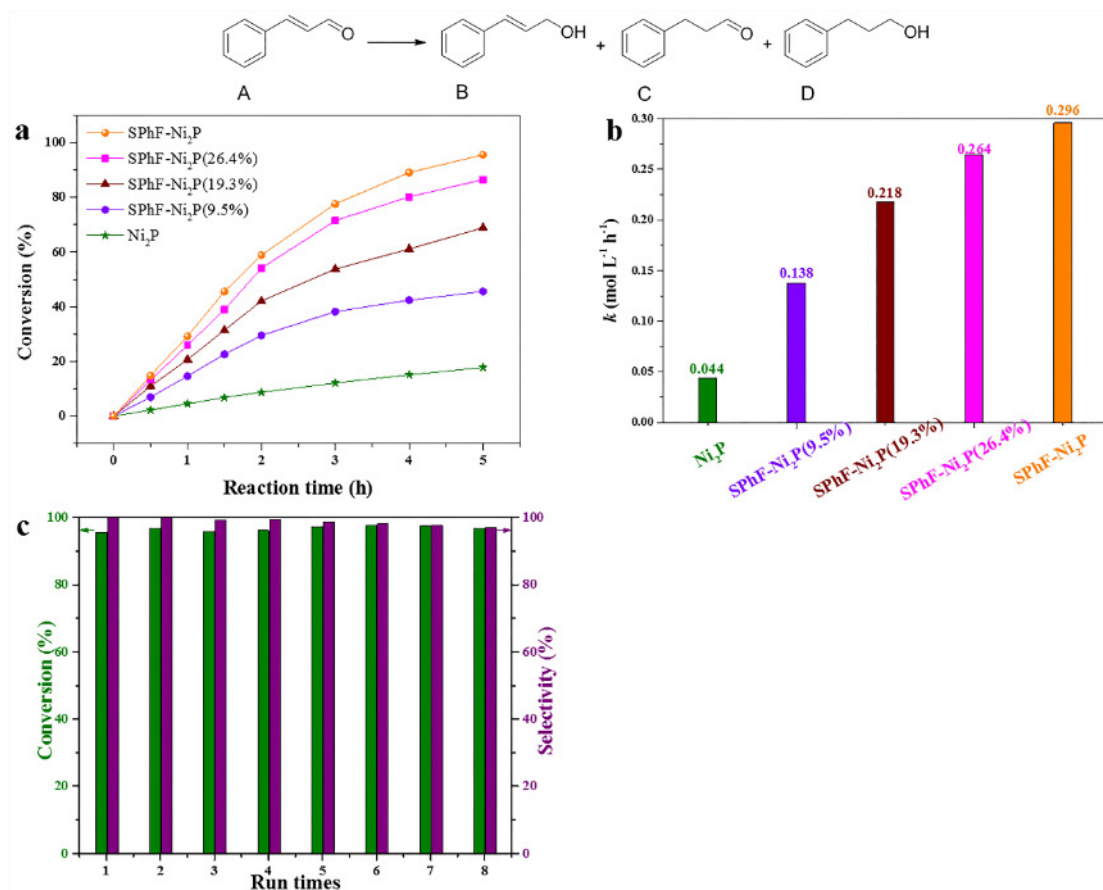 O
OH
+
O
+
OH
A
B
C
D
a
SPhF-Ni₂P
SPhF-Ni₂P(26.4%)
SPhF-Ni₂P(19.3%)
SPhF-Ni₂P(9.5%)
Ni₂P
100
80
60
40
20
0
Conversion (%)
0 1 2 3 4 5
Reaction time (h)
b
0.30
0.25
0.20
0.15
0.10
0.05
0.00
k (mol L⁻¹ h⁻¹)
0.044
0.138
0.218
0.264
0.296
Ni₂P
SPhF-Ni₂P(9.5%)
SPhF-Ni₂P(19.3%)
SPhF-Ni₂P(26.4%)
SPhF-Ni₂P
c
100
80
60
40
20
0
Conversion (%)
100
80
60
40
20
0
Selectivity (%)
1 2 3 4 5 6 7 8
Run times